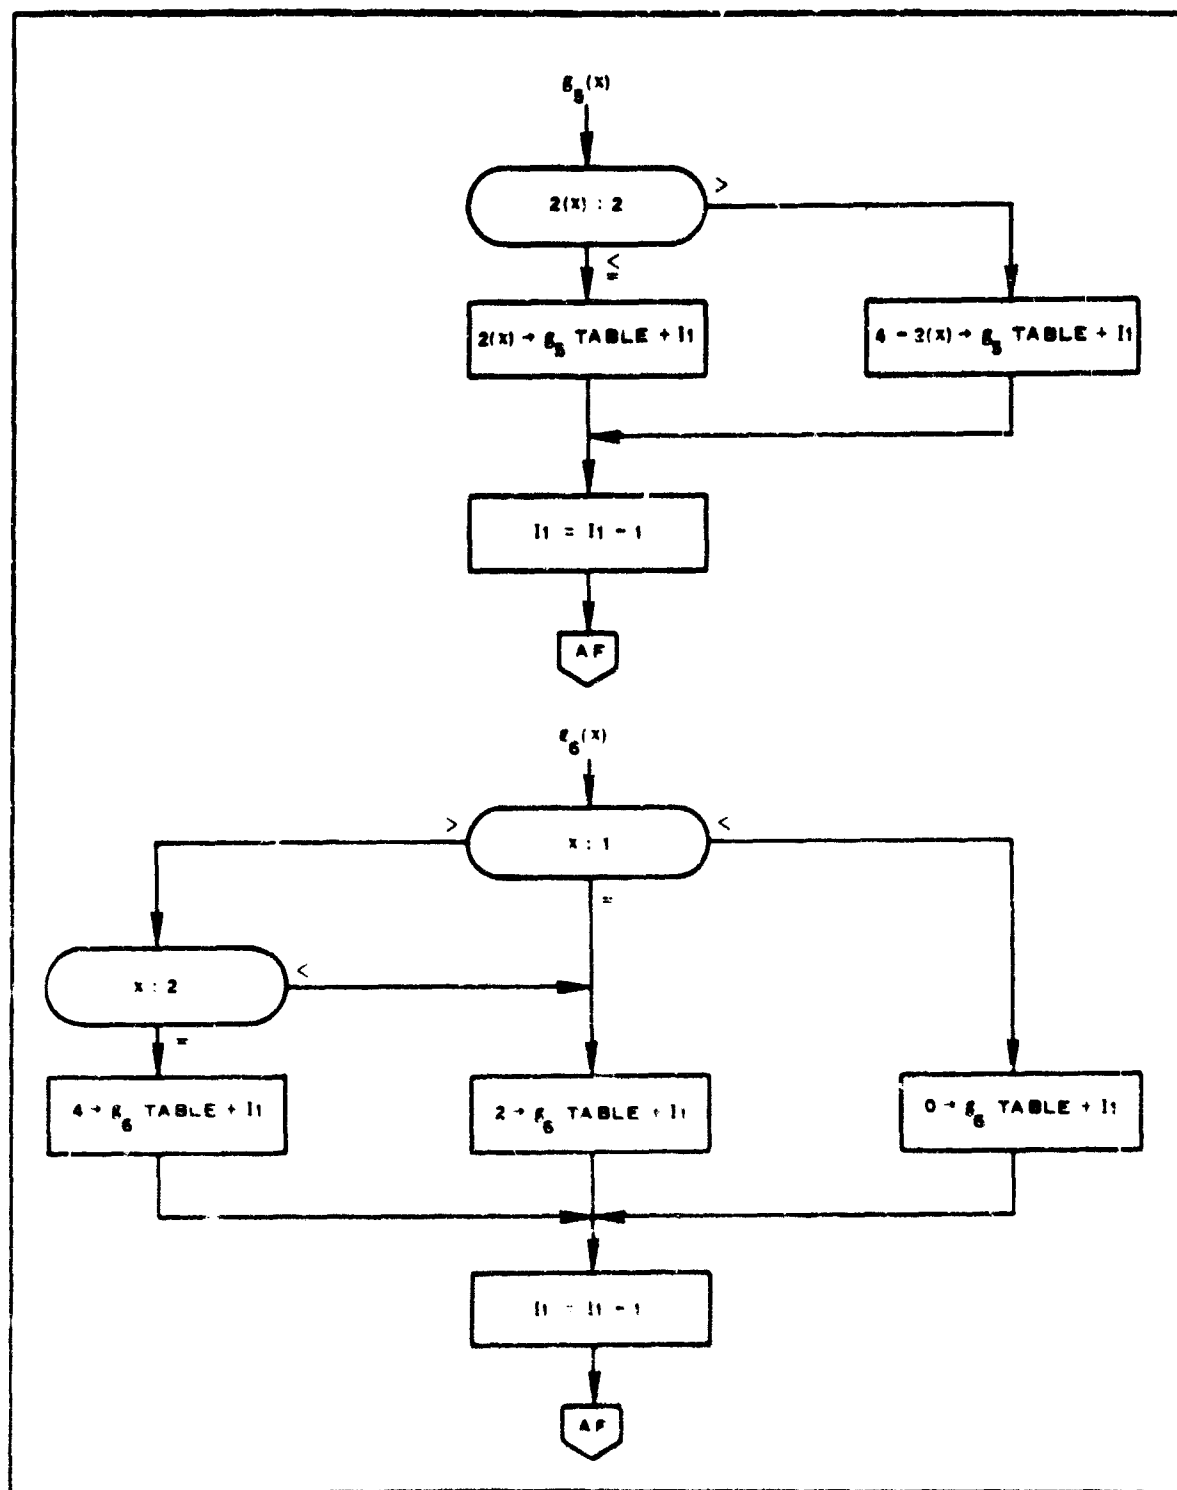 g5(x)
2(x) : 2
>
≤
2(x) → g5 TABLE + I1
4 - 2(x) → g5 TABLE + I1
I1 = I1 - 1
AF
g6(x)
>
x : 1
<
=
x : 2
<
=
4 → g6 TABLE + I1
2 → g6 TABLE + I1
0 → g6 TABLE + I1
I1 = I1 - 1
AF